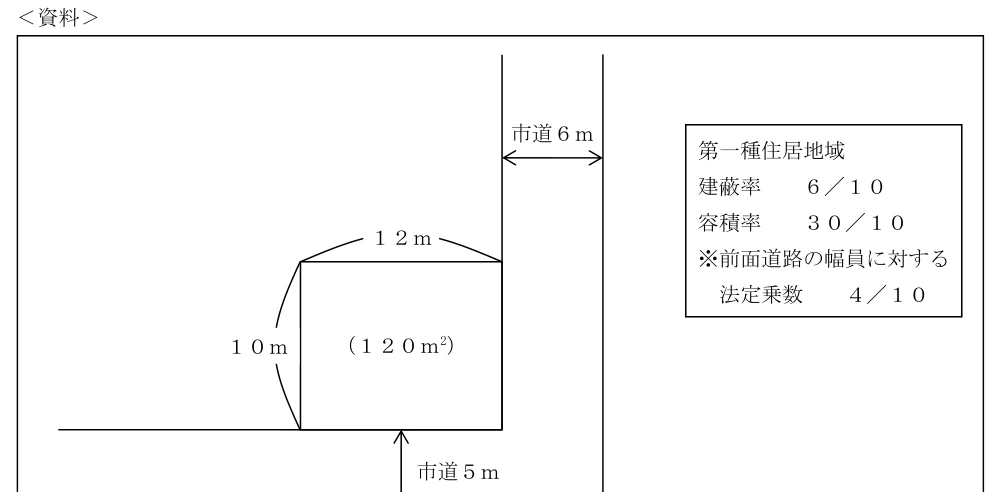 ＜資料＞
市道６ｍ
第一種住居地域
建蔽率　　６／１０
容積率　　３０／１０
※前面道路の幅員に対する
法定乗数　　４／１０
１２ｍ
１０ｍ
（１２０ｍ²）
市道５ｍ